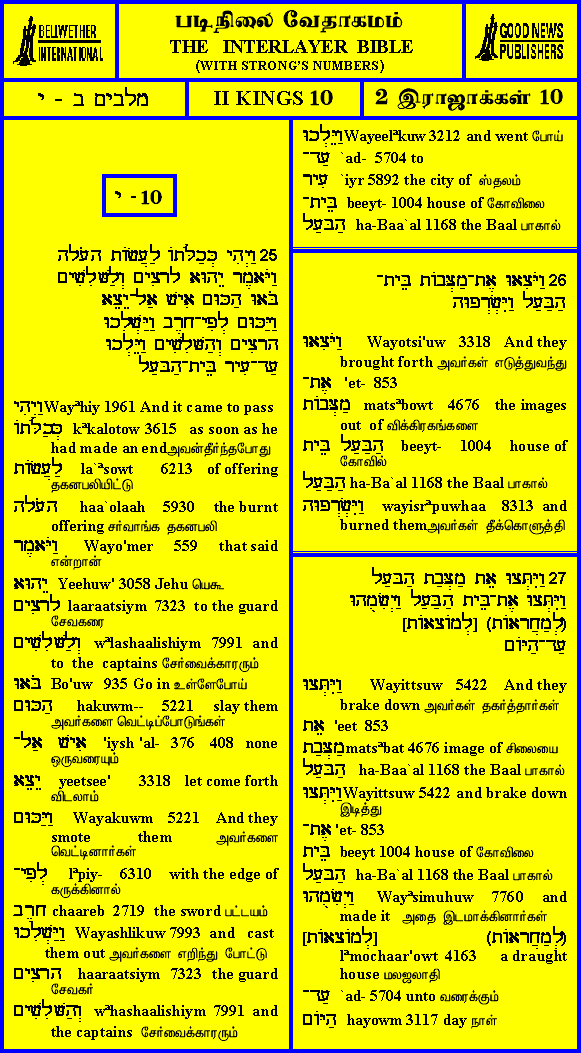 BELLWETHER
INTERNATIONAL
படிநிலை வேதாகமம்
THE INTERLAYER BIBLE
(WITH STRONG'S NUMBERS)
GOOD NEWS
PUBLISHERS
מלבים ב - י
II KINGS 10
2 இராஜாக்கள் 10
10 - י
25 וַיְהִי כְּכַלֹּתוֹ לַעֲשׂוֹת הָעֹלָה
וַיֹּאמֶר יֵהוּא לָרָצִים וְלַשָּׁלִשִׁים
בֹּאוּ הַכּוּם אִישׁ אַל־יֵצֵא
וַיַּכּוּם לְפִי־חָרֶב וַיַּשְׁלִכוּ
הָרָצִים וְהַשָּׁלִשִׁים וַיֵּלְכוּ
עַד־עִיר בֵּית־הַבַּעַל
וַיְהִי Wayªhiy 1961 And it came to pass
כְּכַלֹּתוֹ kªkalotow 3615 as soon as he
had made an end அவன்தீர்ந்தபோது
לַעֲשׂוֹת la`ªsowt 6213 of offering
தகனபலியிட்டு
הָעֹלָה haa`olaah 5930 the burnt
offering சர்வாங்க தகனபலி
וַיֹּאמֶר Wayo'mer 559 that said
என்றான்
יֵהוּא Yeehuw' 3058 Jehu யெகூ
לָרָצִים laaraatsiym 7323 to the guard
சேவகரை
וְלַשָּׁלִשִׁים wªlashaalishiym 7991 and
to the captains சேர்வைக்காரரும்
בֹּאוּ Bo'uw 935 Go in உள்ளேபோய்
הַכּוּם hakuwm-- 5221 slay them
அவர்களை வெட்டிப்போடுங்கள்
אִישׁ אַל־ 'iysh 'al- 376 408 none
ஒருவரையும்
יֵצֵא yeetsee' 3318 let come forth
விடலாம்
וַיַּכּוּם Wayakuwm 5221 And they
smote them அவர்களை
வெட்டினார்கள்
לְפִי־ lªpiy- 6310 with the edge of
கருக்கினால்
חָרֶב chaareb 2719 the sword பட்டயம்
וַיַּשְׁלִכוּ Wayashlikuw 7993 and cast
them out அவர்களை எறிந்து போட்டு
הָרָצִים haaraatsiym 7323 the guard
சேவகர்
וְהַשָּׁלִשִׁים wªhashaalishiym 7991 and
the captains சேர்வைக்காரரும்
וַיֵּלְכוּ Wayeelªkuw 3212 and went போய்
עַד־ `ad- 5704 to
עִיר `iyr 5892 the city of ஸ்தலம்
בֵּית־ beeyt- 1004 house of கோவிலை
הַבַּעַל ha-Baa`al 1168 the Baal பாகால்
26 וַיֹּצִאוּ אֶת־מַצְּבוֹת בֵּית־
הַבַּעַל וַיִּשְׂרְפוּהָ
וַיֹּצִאוּ Wayotsi'uw 3318 And they
brought forth அவர்கள் எடுத்துவந்து
אֶת־ 'et- 853
מַצְּבוֹת matsªbowt 4676 the images
out of விக்கிரகங்களை
הַבַּעַל בֵּית beeyt- 1004 house of
கோவில்
הַבַּעַל ha-Ba`al 1168 the Baal பாகால்
וַיִּשְׂרְפוּהָ wayisrªpuwhaa 8313 and
burned them அவர்கள் தீக்கொளுத்தி
27 וַיִּתְּצוּ אֵת מַצְּבַת הַבַּעַל
וַיִּתְּצוּ אֶת־בֵּית הַבַּעַל וַיְשִׂמֻהוּ
(לְמַחֲרָאוֹת) [לְמוֹצָאוֹת]
עַד־הַיּוֹם
וַיִּתְּצוּ Wayittsuw 5422 And they
brake down அவர்கள் தகர்த்தார்கள்
אֵת 'eet 853
מַצְּבַת matsªbat 4676 image of சிலையை
הַבַּעַל ha-Baa`al 1168 the Baal பாகால்
וַיִּתְּצוּ Wayittsuw 5422 and brake down
இடித்து
אֶת־ 'et- 853
בֵּית beeyt 1004 house of கோவிலை
הַבַּעַל ha-Baa`al 1168 the Baal பாகால்
וַיְשִׂמֻהוּ Wayªsimuhuw 7760 and
made it அதை இடமாக்கினார்கள்
(לְמַחֲרָאוֹת) [לְמוֹצָאוֹת]
lªmochaar'owt 4163 a draught
house மலஜலாதி
עַד־ `ad- 5704 unto வரைக்கும்
הַיּוֹם hayowm 3117 day நாள்